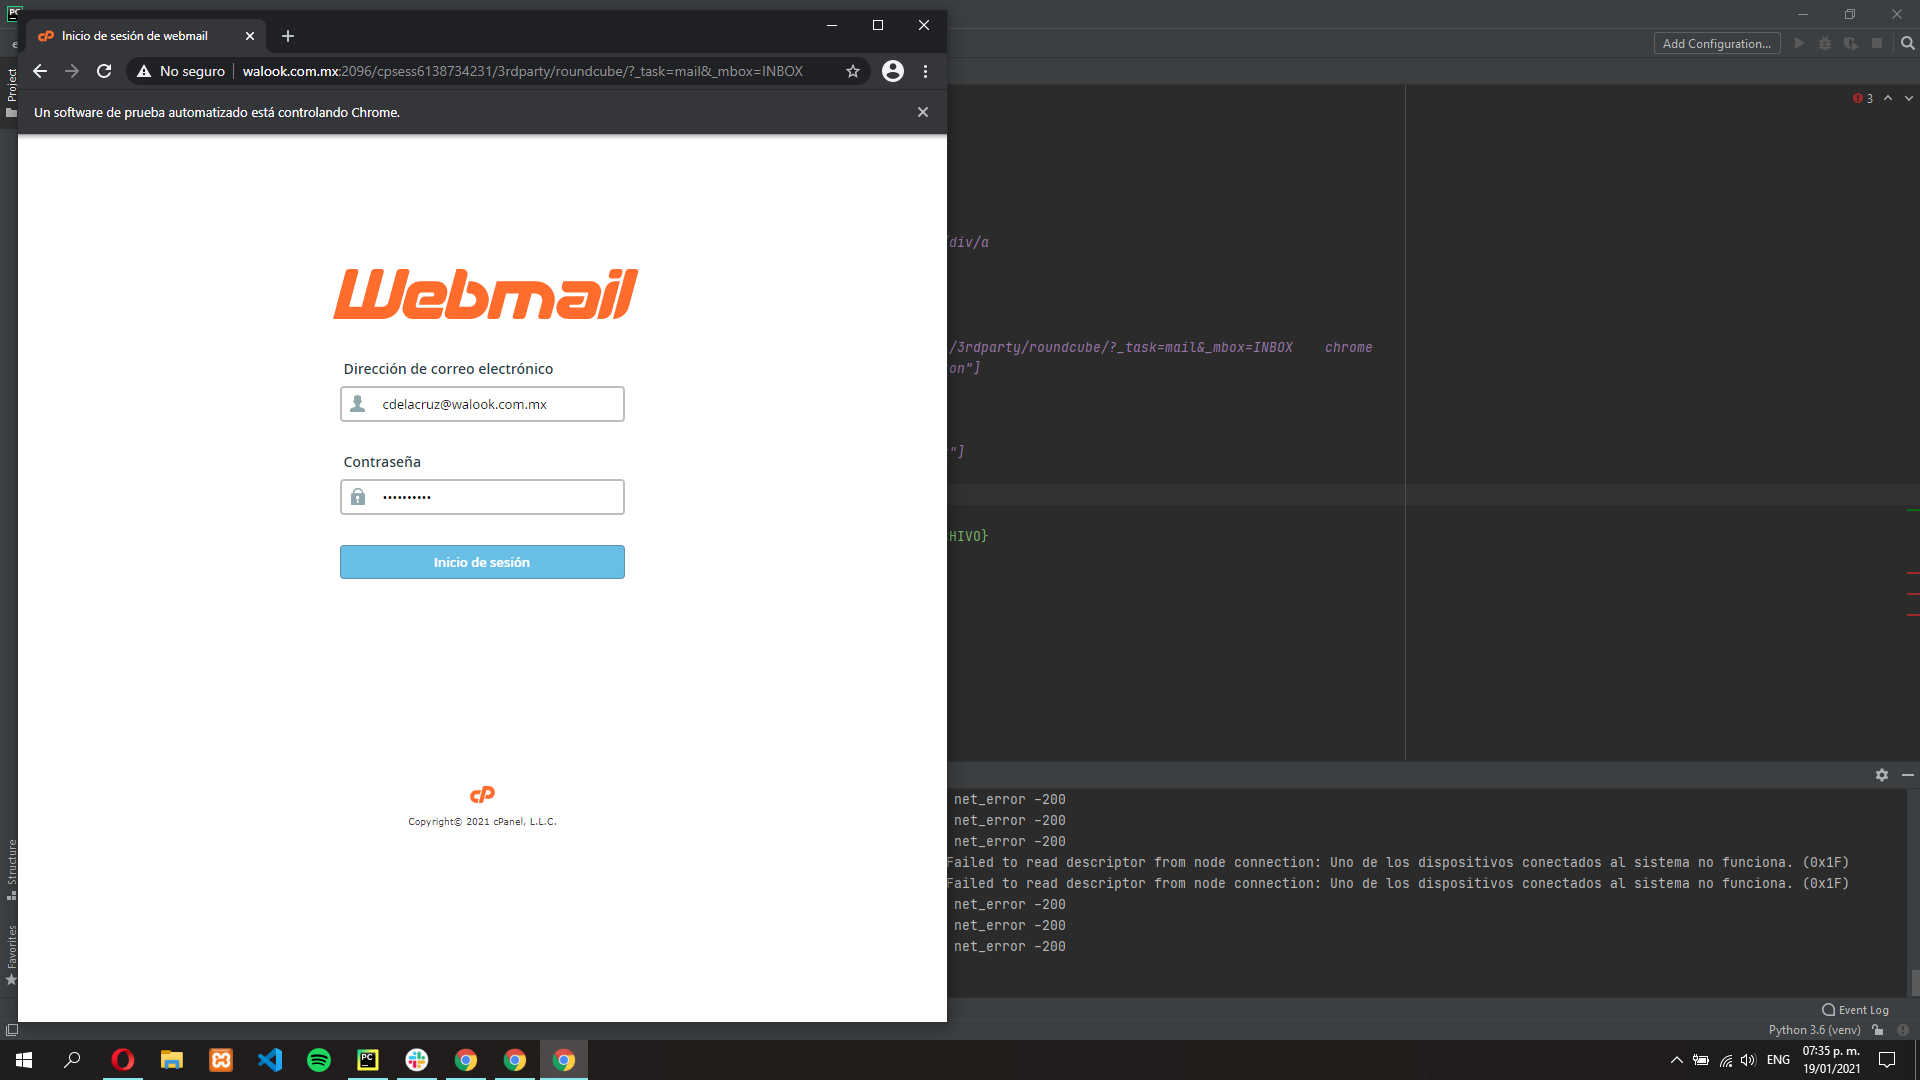 PC
Inicio de sesión de webmail
No seguro
walook.com.mx:2096/cpsess6138734231/3rdparty/roundcube/?_task=mail&_mbox=INBOX
Un software de prueba automatizado está controlando Chrome.
Webmail
Dirección de correo electrónico
cdelacruz@walook.com.mx
Contraseña
••••••••••
Inicio de sesión
cP
Copyright© 2021 cPanel, L.L.C.
Add Configuration...
3
Project
div/a
/3rdparty/roundcube/?_task=mail&_mbox=INBOX    chrome
on"]
"]
HIVO}
net_error -200
net_error -200
net_error -200
Failed to read descriptor from node connection: Uno de los dispositivos conectados al sistema no funciona. (0x1F)
Failed to read descriptor from node connection: Uno de los dispositivos conectados al sistema no funciona. (0x1F)
net_error -200
net_error -200
net_error -200
Structure
Favorites
Event Log
Python 3.6 (venv)
PC
ENG
07:35 p. m.
19/01/2021